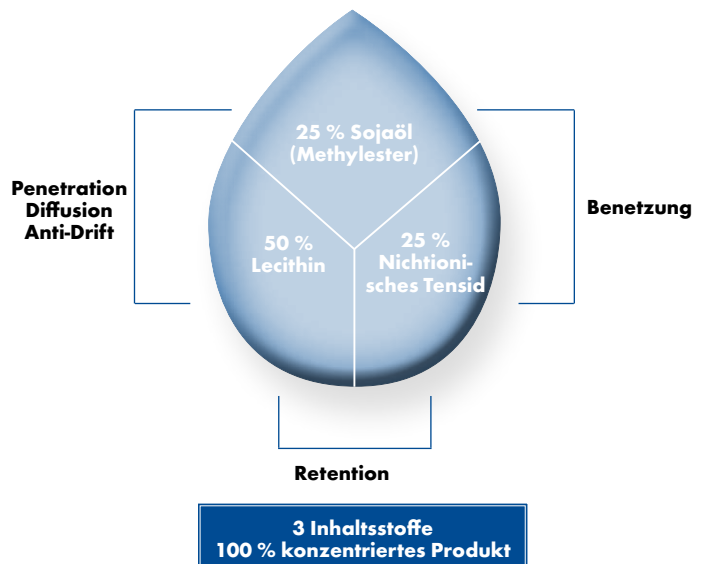 25 % Sojaöl
(Methylester)
Penetration
Diffusion
Anti-Drift
50 %
Lecithin
25 %
Nichtioni-
sches Tensid
Benetzung
Retention
3 Inhaltsstoffe
100 % konzentriertes Produkt